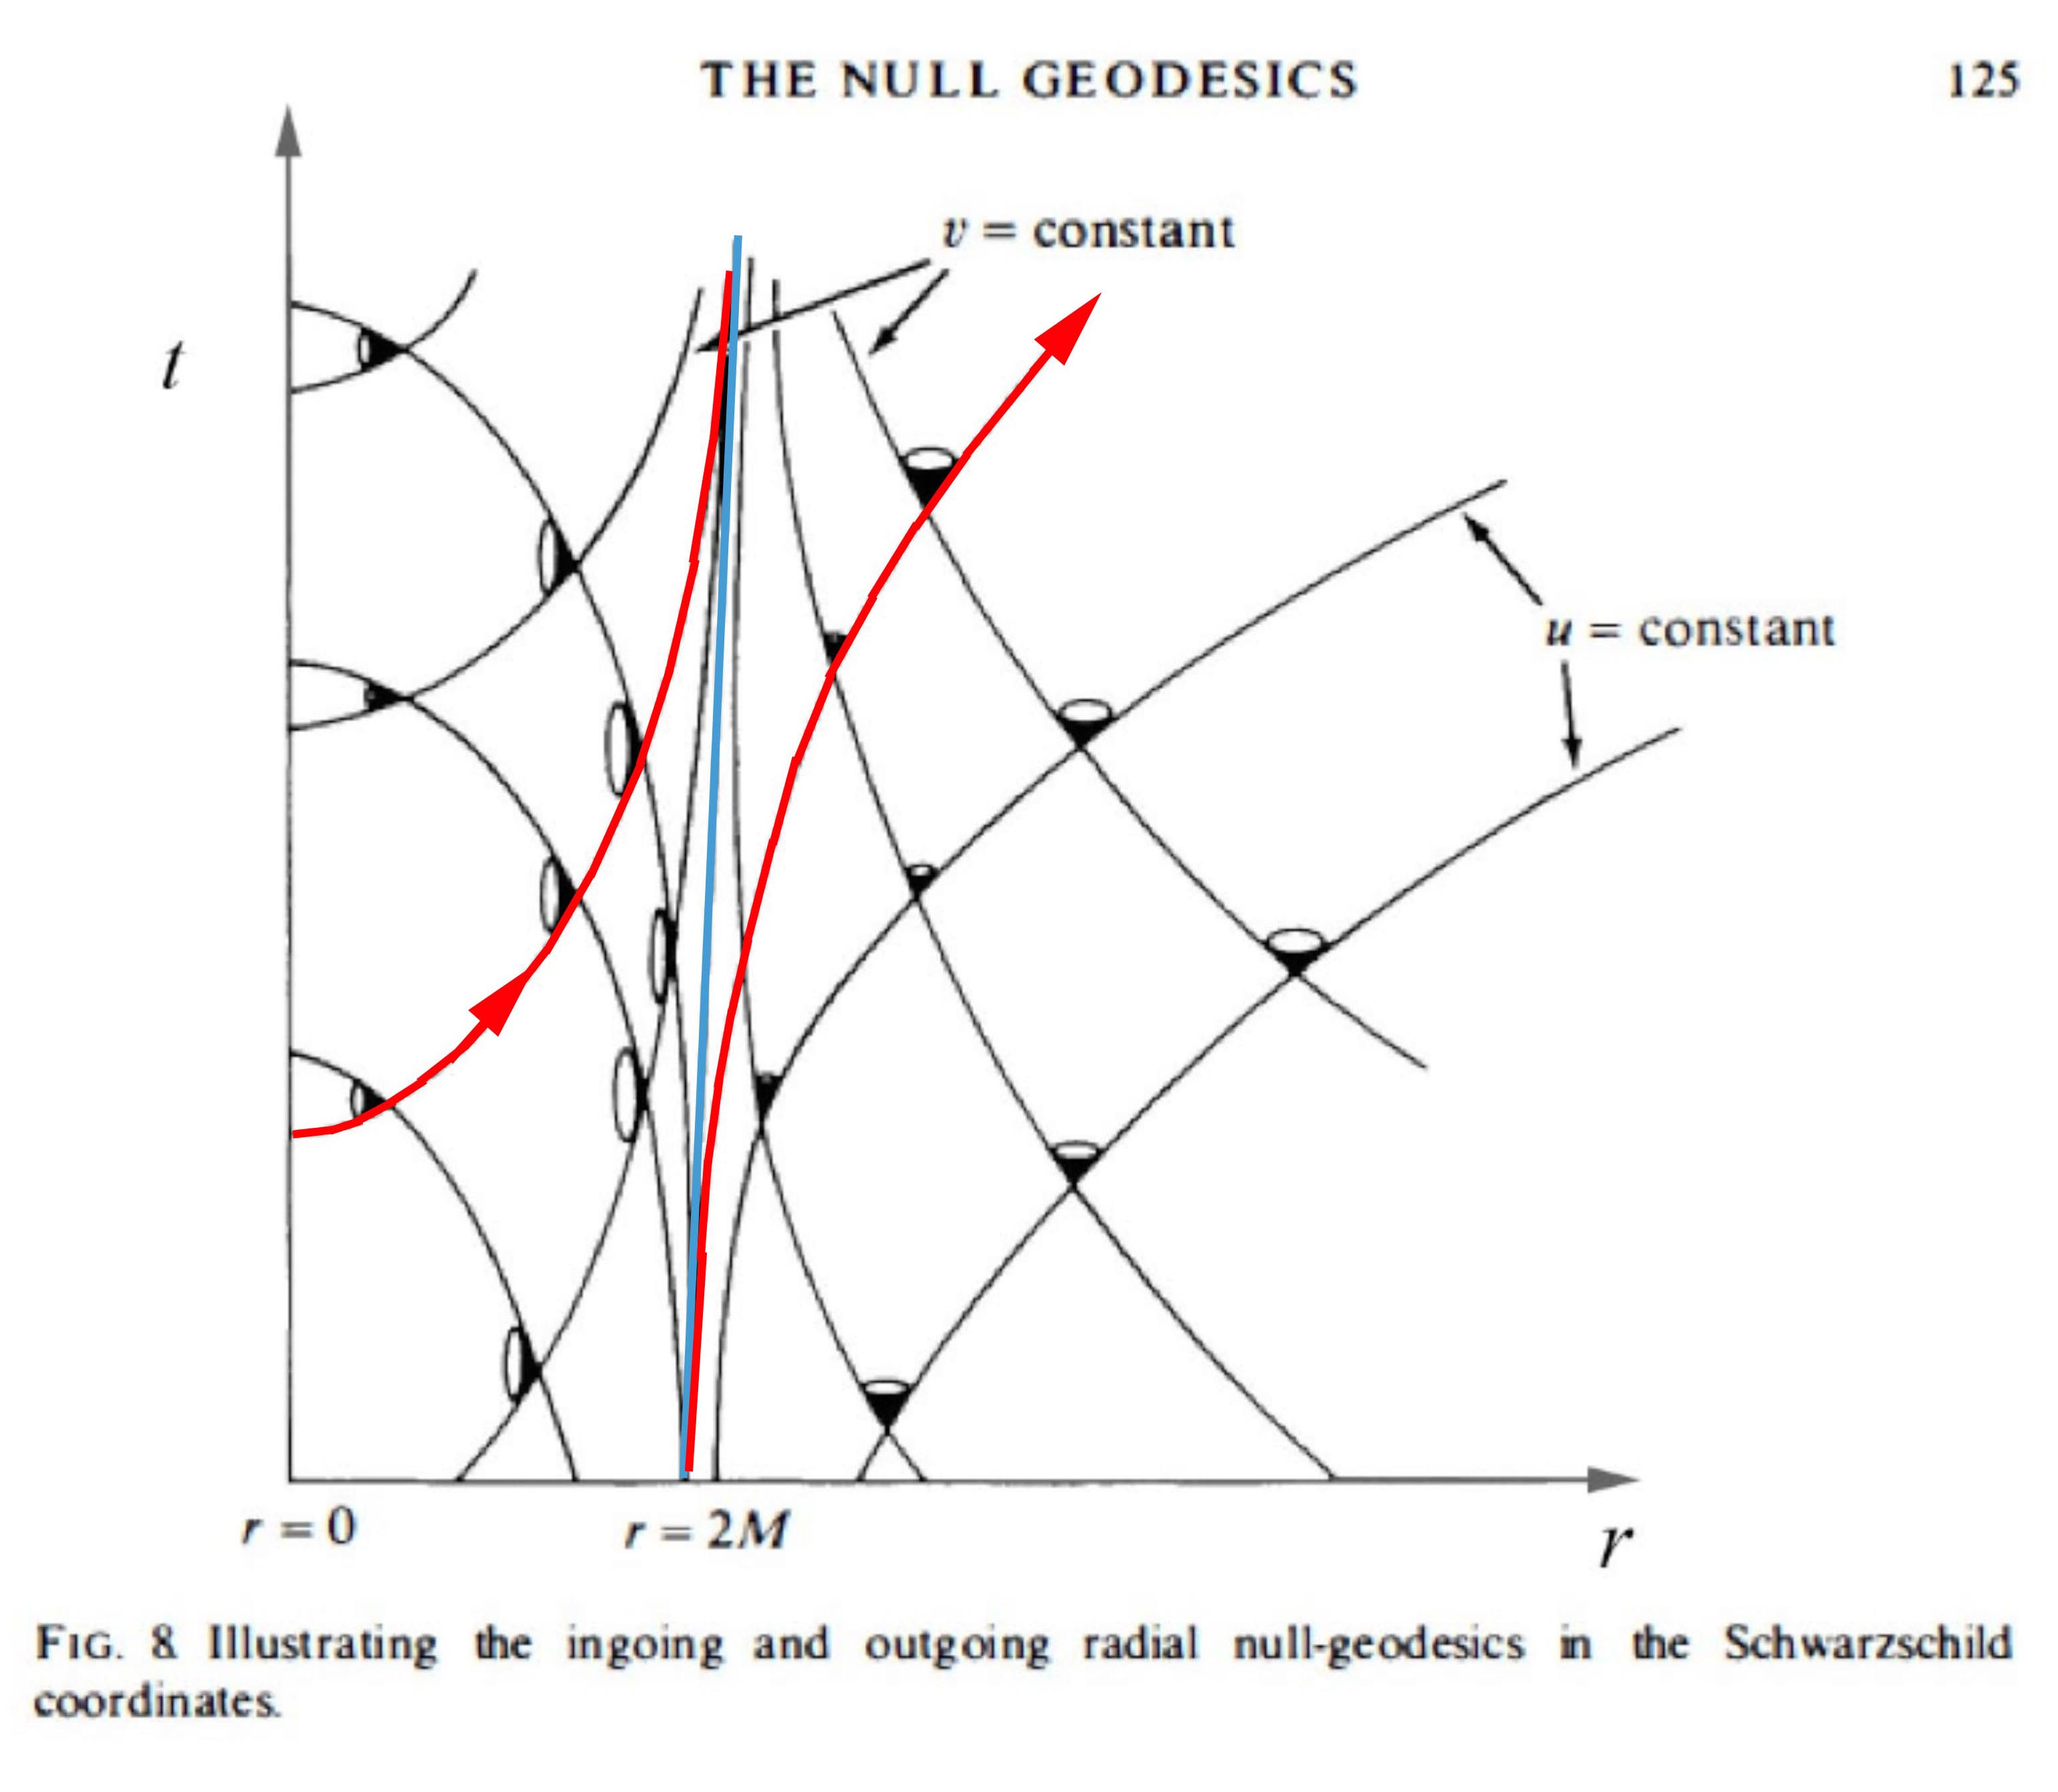 THE NULL GEODESICS 125
v = constant
t
u = constant
r = 0 r = 2M r
FIG. 8 Illustrating the ingoing and outgoing radial null-geodesics in the Schwarzschild
coordinates.